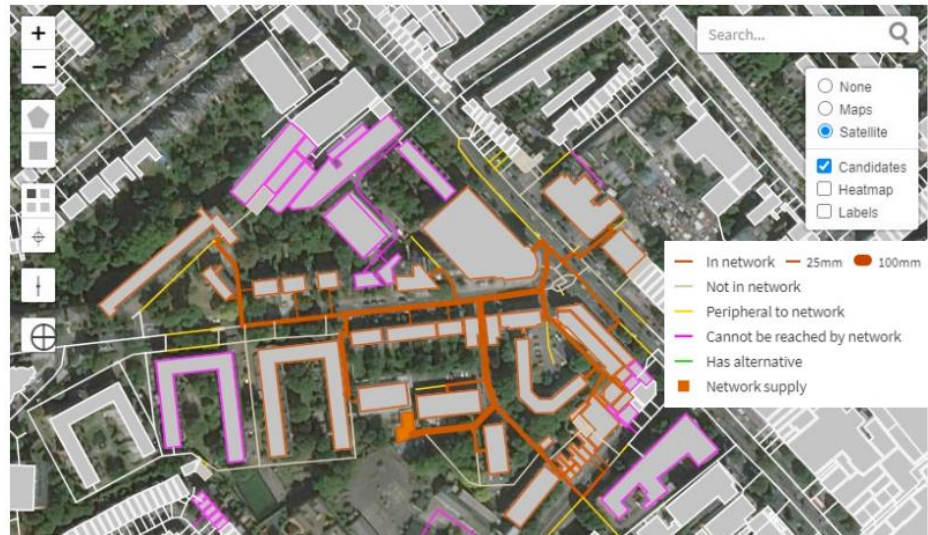 +
Search...
−
None
Maps
Satellite
Candidates
Heatmap
Labels
In network 25mm 100mm
Not in network
Peripheral to network
Cannot be reached by network
Has alternative
Network supply